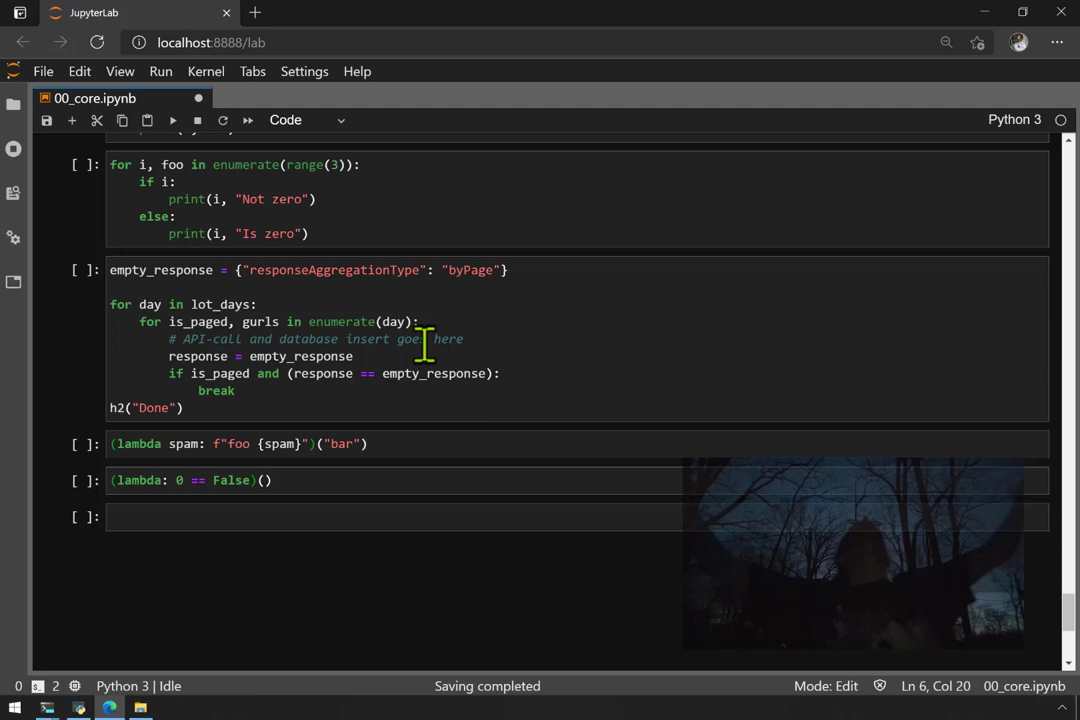 JupyterLab
localhost:8888/lab
File Edit View Run Kernel Tabs Settings Help
00_core.ipynb
Code
Python 3
[ ]: for i, foo in enumerate(range(3)):
if i:
print(i, "Not zero")
else:
print(i, "Is zero")
[ ]: empty_response = {"responseAggregationType": "byPage"}
for day in lot_days:
for is_paged, gurls in enumerate(day):
# API-call and database insert goes here
response = empty_response
if is_paged and (response == empty_response):
break
h2("Done")
[ ]: (lambda spam: f"foo {spam}")("bar")
[ ]: (lambda: 0 == False)()
[ ]:
0 2 Python 3 | Idle Saving completed Mode: Edit Ln 6, Col 20 00_core.ipynb